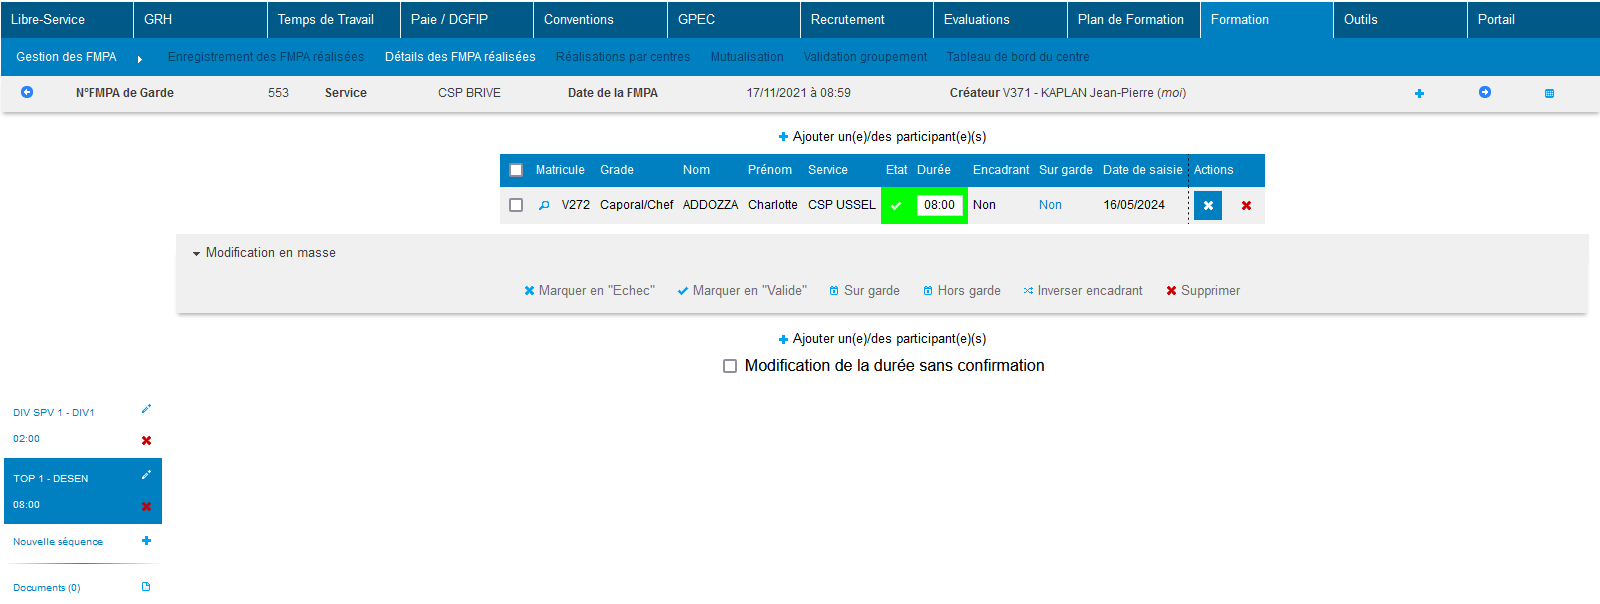 Libre-Service GRH Temps de Travail Paie / DGFIP Conventions GPEC Recrutement Evaluations Plan de Formation Formation Outils Portail
Gestion des FMPA Enregistrement des FMPA réalisées Détails des FMPA réalisées Réalisations par centres Mutualisation Validation groupement Tableau de bord du centre
N°FMPA de Garde 553 Service CSP BRIVE Date de la FMPA 17/11/2021 à 08:59 Créateur V371 - KAPLAN Jean-Pierre (moi)
Ajouter un(e)/des participant(e)(s)
Matricule Grade Nom Prénom Service Etat Durée Encadrant Sur garde Date de saisie Actions
V272 Caporal/Chef ADDOZZA Charlotte CSP USSEL 08:00 Non Non 16/05/2024
Modification en masse
Marquer en "Echec" Marquer en "Valide" Sur garde Hors garde Inverser encadrant Supprimer
Ajouter un(e)/des participant(e)(s)
Modification de la durée sans confirmation
DIV SPV 1 - DIV1
02:00
TOP 1 - DESEN
08:00
Nouvelle séquence
Documents (0)